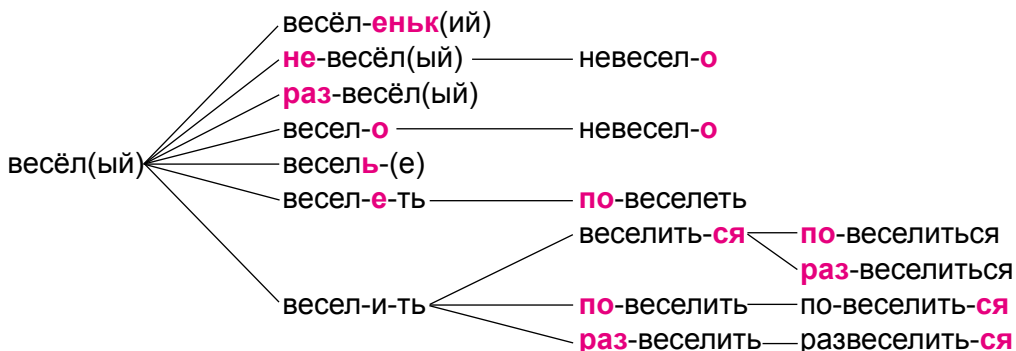 весёл-еньк(ий)
не-весёл(ый) невесел-о
раз-весёл(ый)
весел-о невесел-о
весёл(ый) весель-(е)
весел-е-ть по-веселеть
веселить-ся по-веселиться
раз-веселиться
весел-и-ть по-веселить по-веселить-ся
раз-веселить развеселить-ся